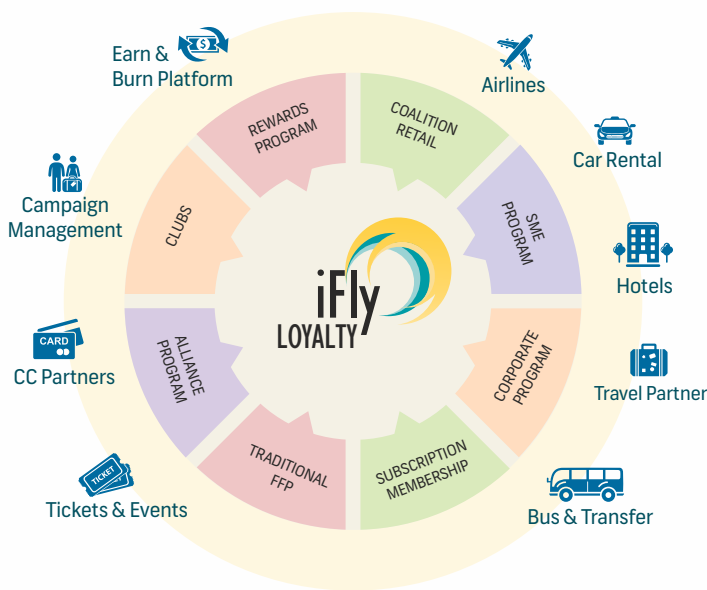 Earn &
Burn Platform
Airlines
Car Rental
Hotels
Travel Partner
Bus & Transfer
Tickets & Events
TICKET
CC Partners
CARD
Campaign
Management
REWARDS
PROGRAM
COALITION
RETAIL
SME
PROGRAM
CORPORATE
PROGRAM
SUBSCRIPTION
MEMBERSHIP
TRADITIONAL
FFP
ALLIANCE
PROGRAM
CLUBS
iFly
LOYALTY